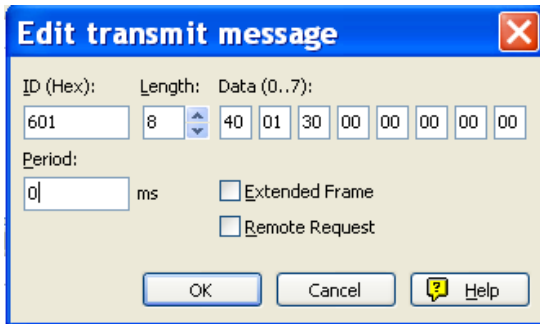 Edit transmit message
ID (Hex): Length: Data (0..7):
601 8 40 01 30 00 00 00 00 00
Period:
0 ms Extended Frame
Remote Request
OK Cancel Help